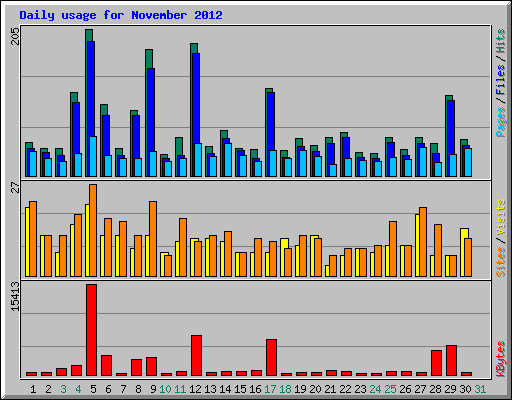 Daily usage for November 2012
205
Pages / Files / Hits
27
Sites / Visits
15413
KBytes
1 2 3 4 5 6 7 8 9 10 11 12 13 14 15 16 17 18 19 20 21 22 23 24 25 26 27 28 29 30 31